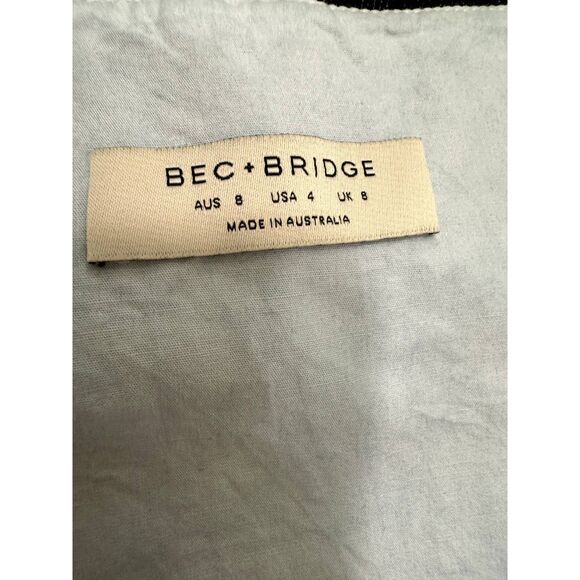 BEC+BRIDGE
AUS 8 USA 4 UK 8
MADE IN AUSTRALIA